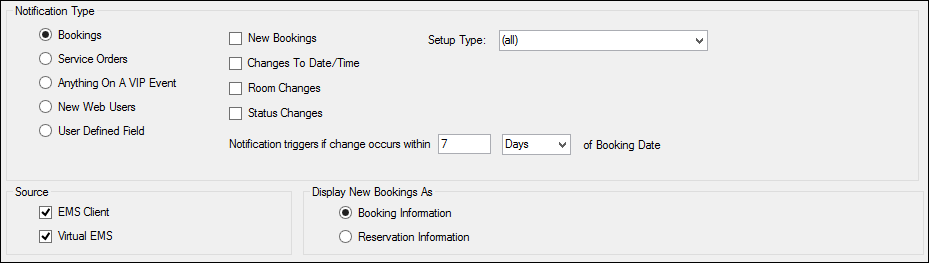 Notification Type
Bookings
Service Orders
Anything On A VIP Event
New Web Users
User Defined Field
New Bookings
Changes To Date/Time
Room Changes
Status Changes
Setup Type: (all)
Notification triggers if change occurs within 7 Days of Booking Date
Source
EMS Client
Virtual EMS
Display New Bookings As
Booking Information
Reservation Information